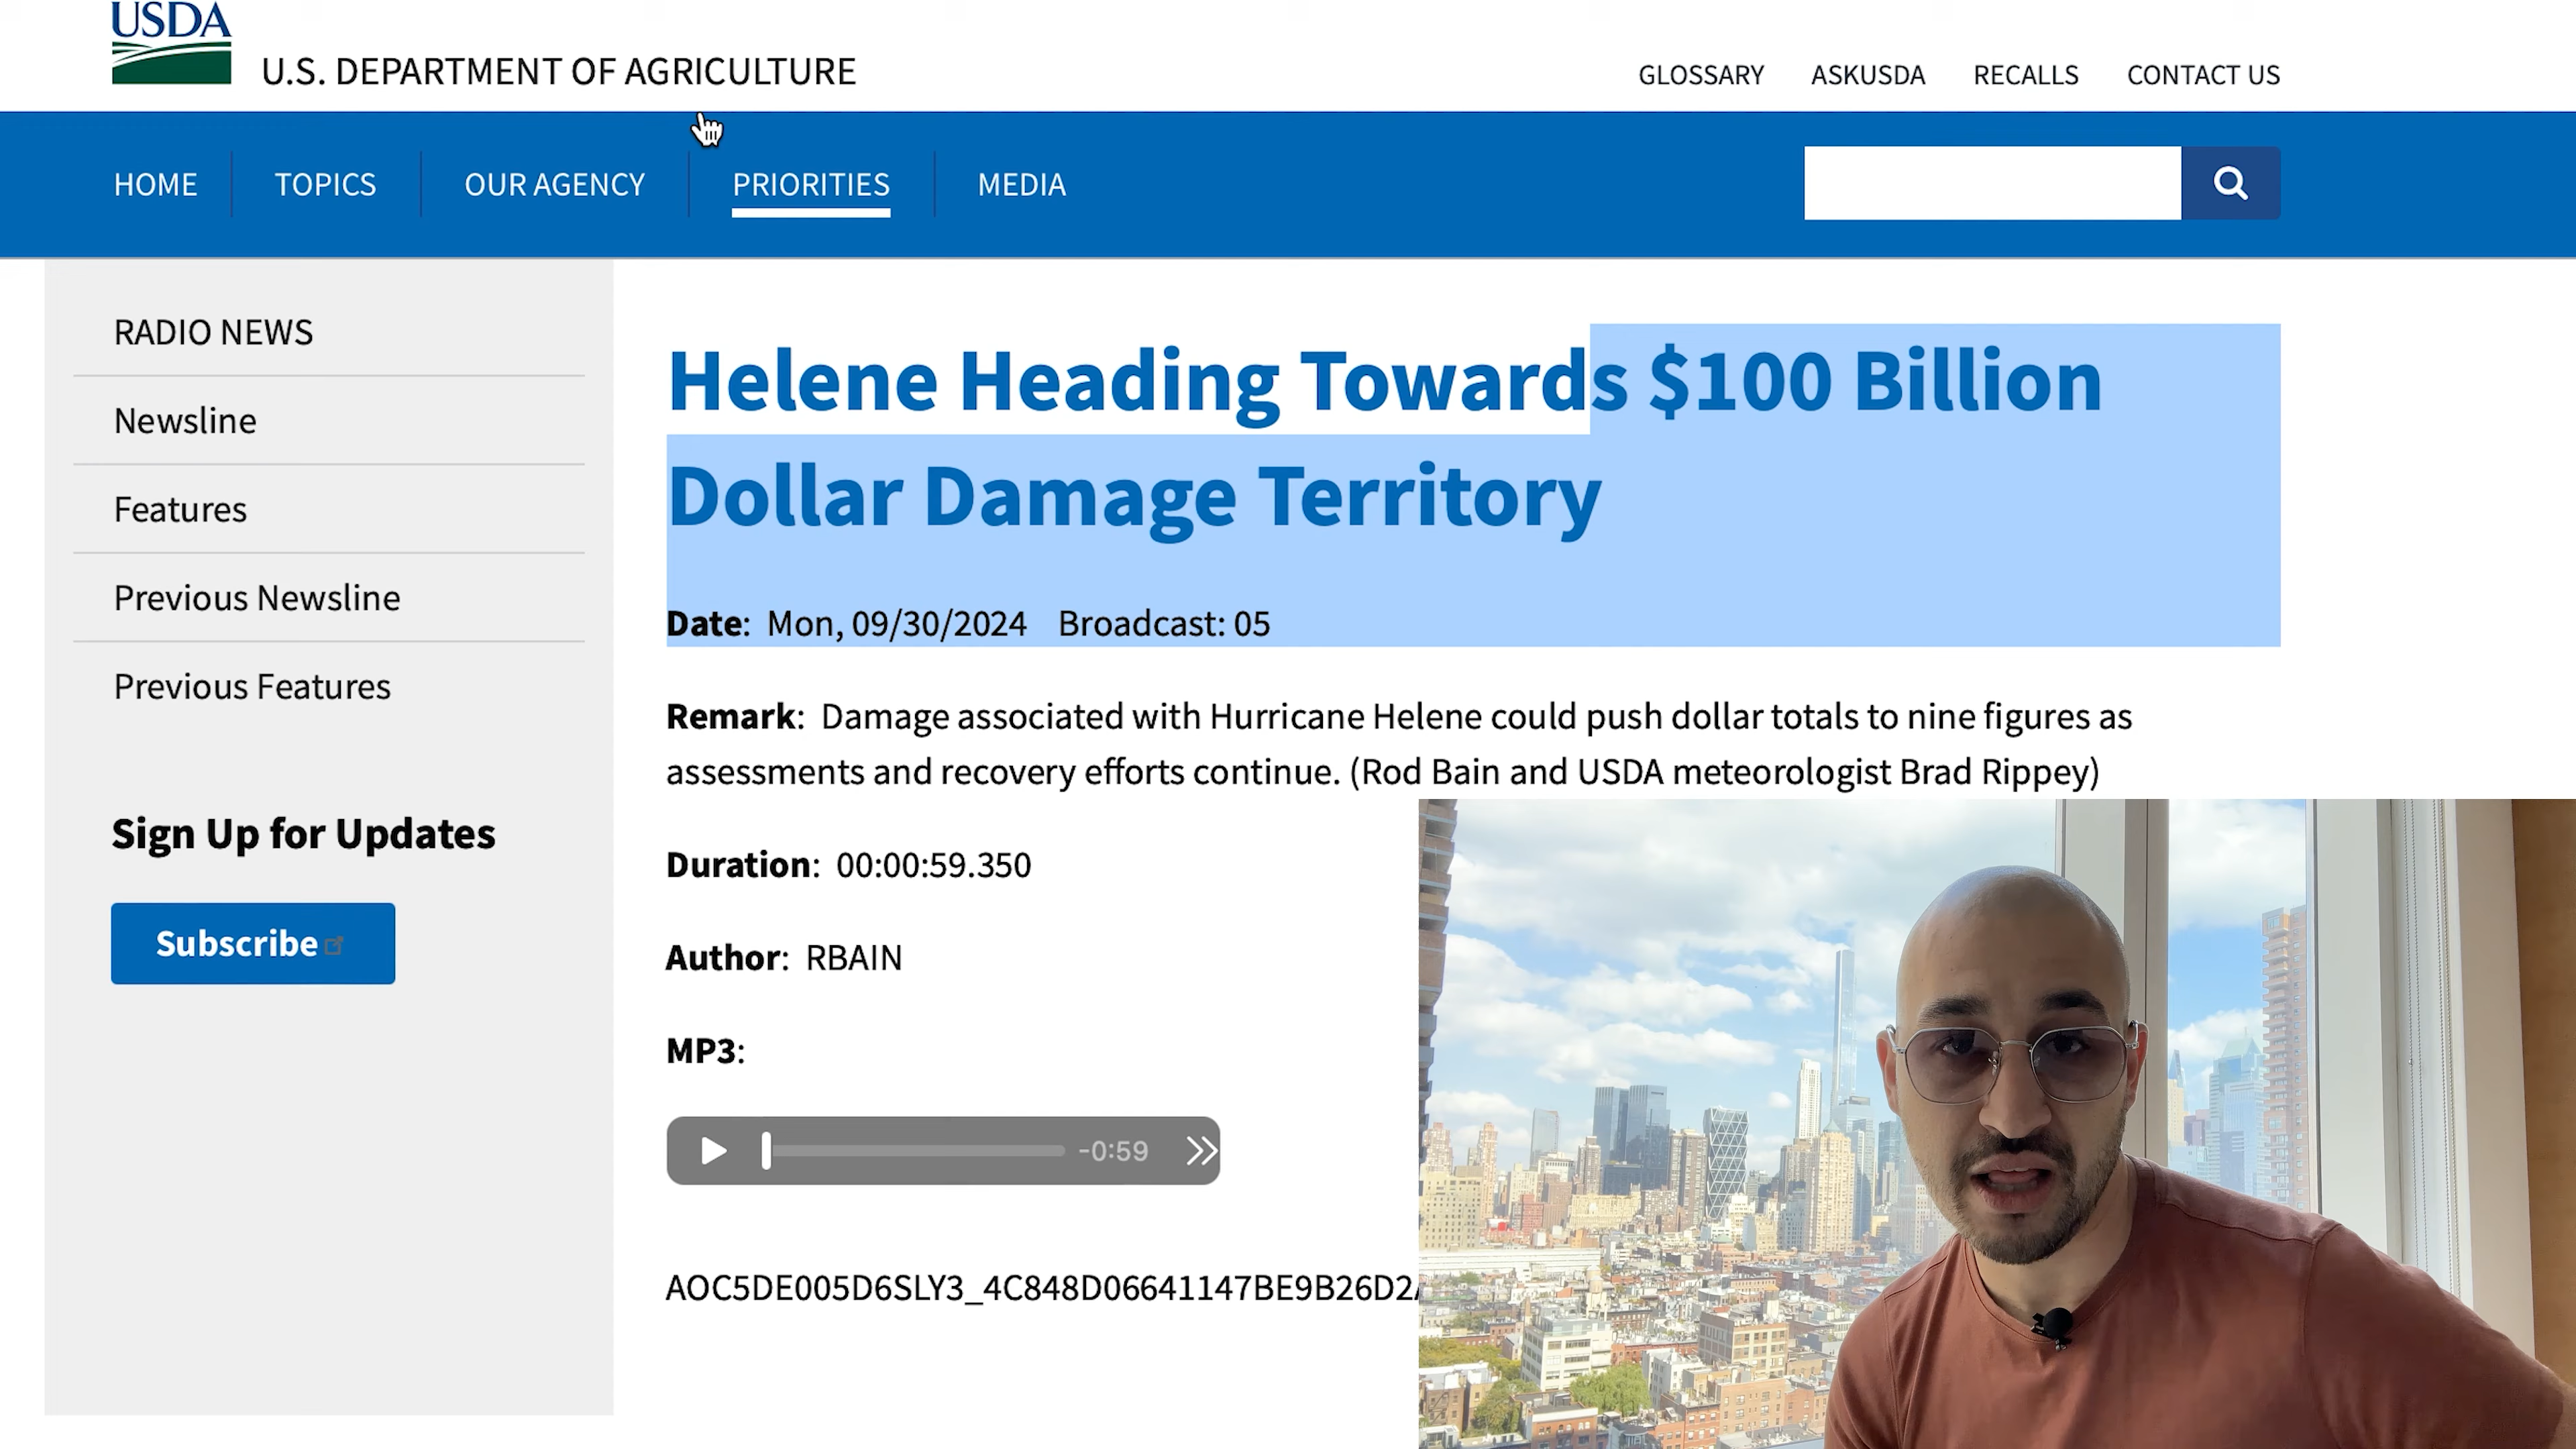 USDA
U.S. DEPARTMENT OF AGRICULTURE
GLOSSARY ASKUSDA RECALLS CONTACT US
HOME TOPICS OUR AGENCY PRIORITIES MEDIA
RADIO NEWS
Newsline
Features
Previous Newsline
Previous Features
Sign Up for Updates
Subscribe
Helene Heading Towards $100 Billion
Dollar Damage Territory
Date: Mon, 09/30/2024 Broadcast: 05
Remark: Damage associated with Hurricane Helene could push dollar totals to nine figures as
assessments and recovery efforts continue. (Rod Bain and USDA meteorologist Brad Rippey)
Duration: 00:00:59.350
Author: RBAIN
MP3:
-0:59
AOC5DE005D6SLY3_4C848D06641147BE9B26D2